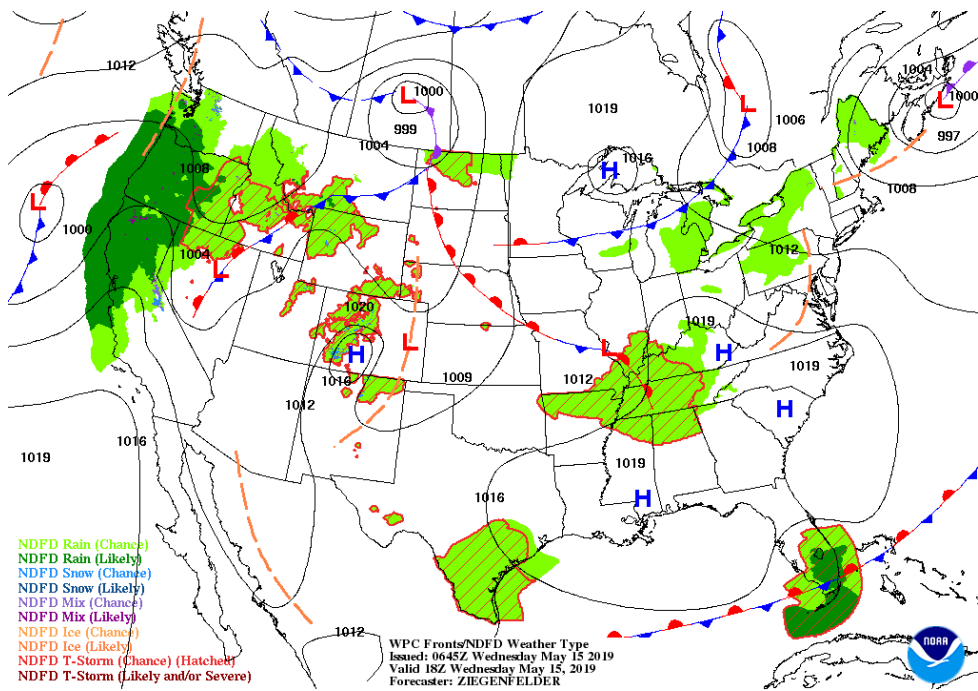 1012
1004
L
1000
997
L
1000
999
1019
L
1006
1004
1008
1016
H
1008
1008
L
1000
1004
L
1012
1020
1019
H
1016
L
L
H
1019
1009
1012
1012
H
1016
1019
1019
1016
H
NDFD Rain (Chance)
NDFD Rain (Likely)
NDFD Snow (Chance)
NDFD Snow (Likely)
NDFD Mix (Chance)
NDFD Mix (Likely)
NDFD Ice (Chance)
NDFD Ice (Likely)
NDFD T-Storm (Chance) (Hatched)
NDFD T-Storm (Likely and/or Severe)
1012
WPC Fronts/NDFD Weather Type
Issued: 0645Z Wednesday May 15 2019
Valid 18Z Wednesday May 15, 2019
Forecaster: ZIEGENFELDER
NOAA